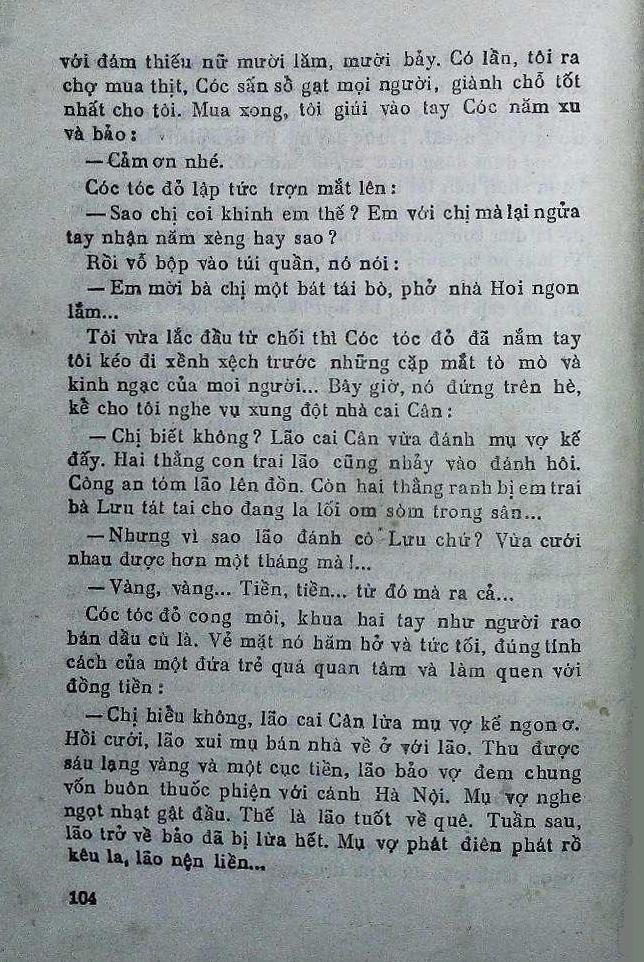 với đám thiếu nữ mười lăm, mười bảy. Có lần, tôi ra
chợ mua thịt, Cóc sấn sồ gạt mọi người, giành chỗ tốt
nhất cho tôi. Mua xong, tôi giúi vào tay Cóc năm xu
và bảo:
— Cảm ơn nhé.
Cóc tóc đỏ lập tức trợn mắt lên:
— Sao chị coi khinh em thế? Em với chị mà lại ngửa
tay nhận năm xèng hay sao?
Rồi vỗ bộp vào túi quần, nó nói:
— Em mời bà chị một bát tái bò, phở nhà Hoi ngon
lắm...
Tôi vừa lắc đầu từ chối thì Cóc tóc đỏ đã nắm tay
tôi kéo đi xềnh xệch trước những cặp mắt tò mò và
kinh ngạc của mọi người... Bây giờ, nó đứng trên hè,
kể cho tôi nghe vụ xung đột nhà cai Cân:
— Chị biết không? Lão cai Cân vừa đánh mụ vợ kế
đấy. Hai thằng con trai lão cũng nhảy vào đánh hôi.
Công an tóm lão lên đồn. Còn hai thằng ranh bị em trai
bà Lưu tát tai cho đang la lối om sòm trong sân...
— Nhưng vì sao lão đánh cô Lưu chứ? Vừa cưới
nhau được hơn một tháng mà!...
— Vàng, vàng... Tiền, tiền... từ đó mà ra cả...
Cóc tóc đỏ cong môi, khua hai tay như người rao
bán dầu cù là. Vẻ mặt nó hăm hở và tức tối, đúng tính
cách của một đứa trẻ quá quan tâm và làm quen với
đồng tiền:
— Chị hiểu không, lão cai Cân lừa mụ vợ kế ngon ơ.
Hồi cưới, lão xui mụ bán nhà về ở với lão. Thu được
sáu lạng vàng và một cục tiền, lão bảo vợ đem chung
vốn buôn thuốc phiện với cánh Hà Nội. Mụ vợ nghe
ngọt nhạt gật đầu. Thế là lão tuốt về quê. Tuần sau,
lão trở về bảo đã bị lừa hết. Mụ vợ phát điên phát rồ
kêu la, lão nện liền...
104